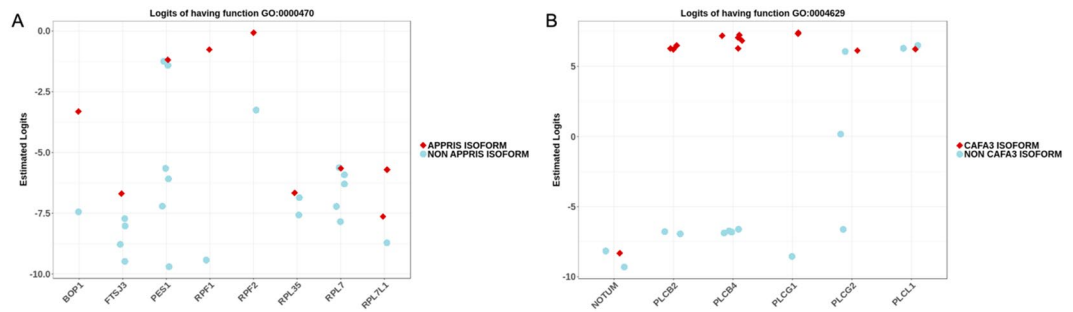 A
Logits of having function GO:0000470
Estimated Logits
0.0
-2.5
-5.0
-7.5
-10.0
BOP1
FTSJ3
PES1
RPF1
RPF2
RPL35
RPL7
RPL7L1
APPRIS ISOFORM
NON APPRIS ISOFORM
B
Logits of having function GO:0004629
Estimated Logits
5
0
-5
-10
NOTUM
PLCB2
PLCB4
PLCG1
PLCG2
PLCL1
CAFA3 ISOFORM
NON CAFA3 ISOFORM